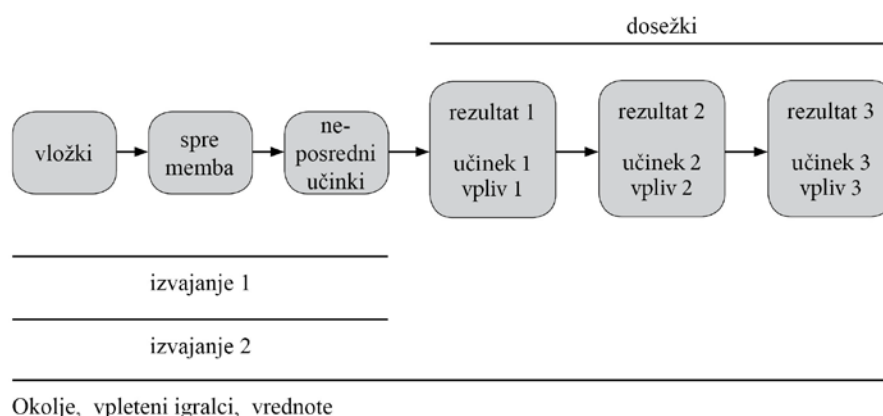 dosežki
vložki
spre
memba
ne-
posredni
učinki
rezultat 1
učinek 1
vpliv 1
rezultat 2
učinek 2
vpliv 2
rezultat 3
učinek 3
vpliv 3
izvajanje 1
izvajanje 2
Okolje, vpleteni igralci, vrednote